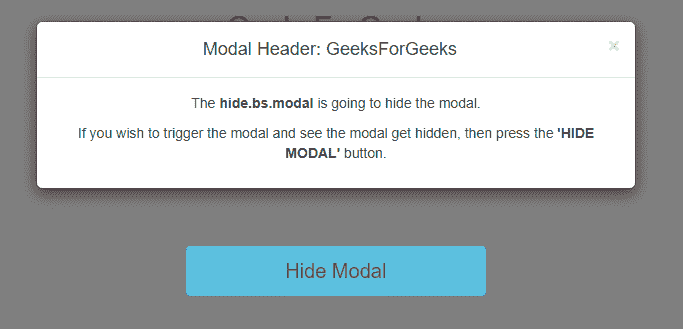 Modal Header: GeeksForGeeks
×
The hide.bs.modal is going to hide the modal.
If you wish to trigger the modal and see the modal get hidden, then press the 'HIDE
MODAL' button.
Hide Modal